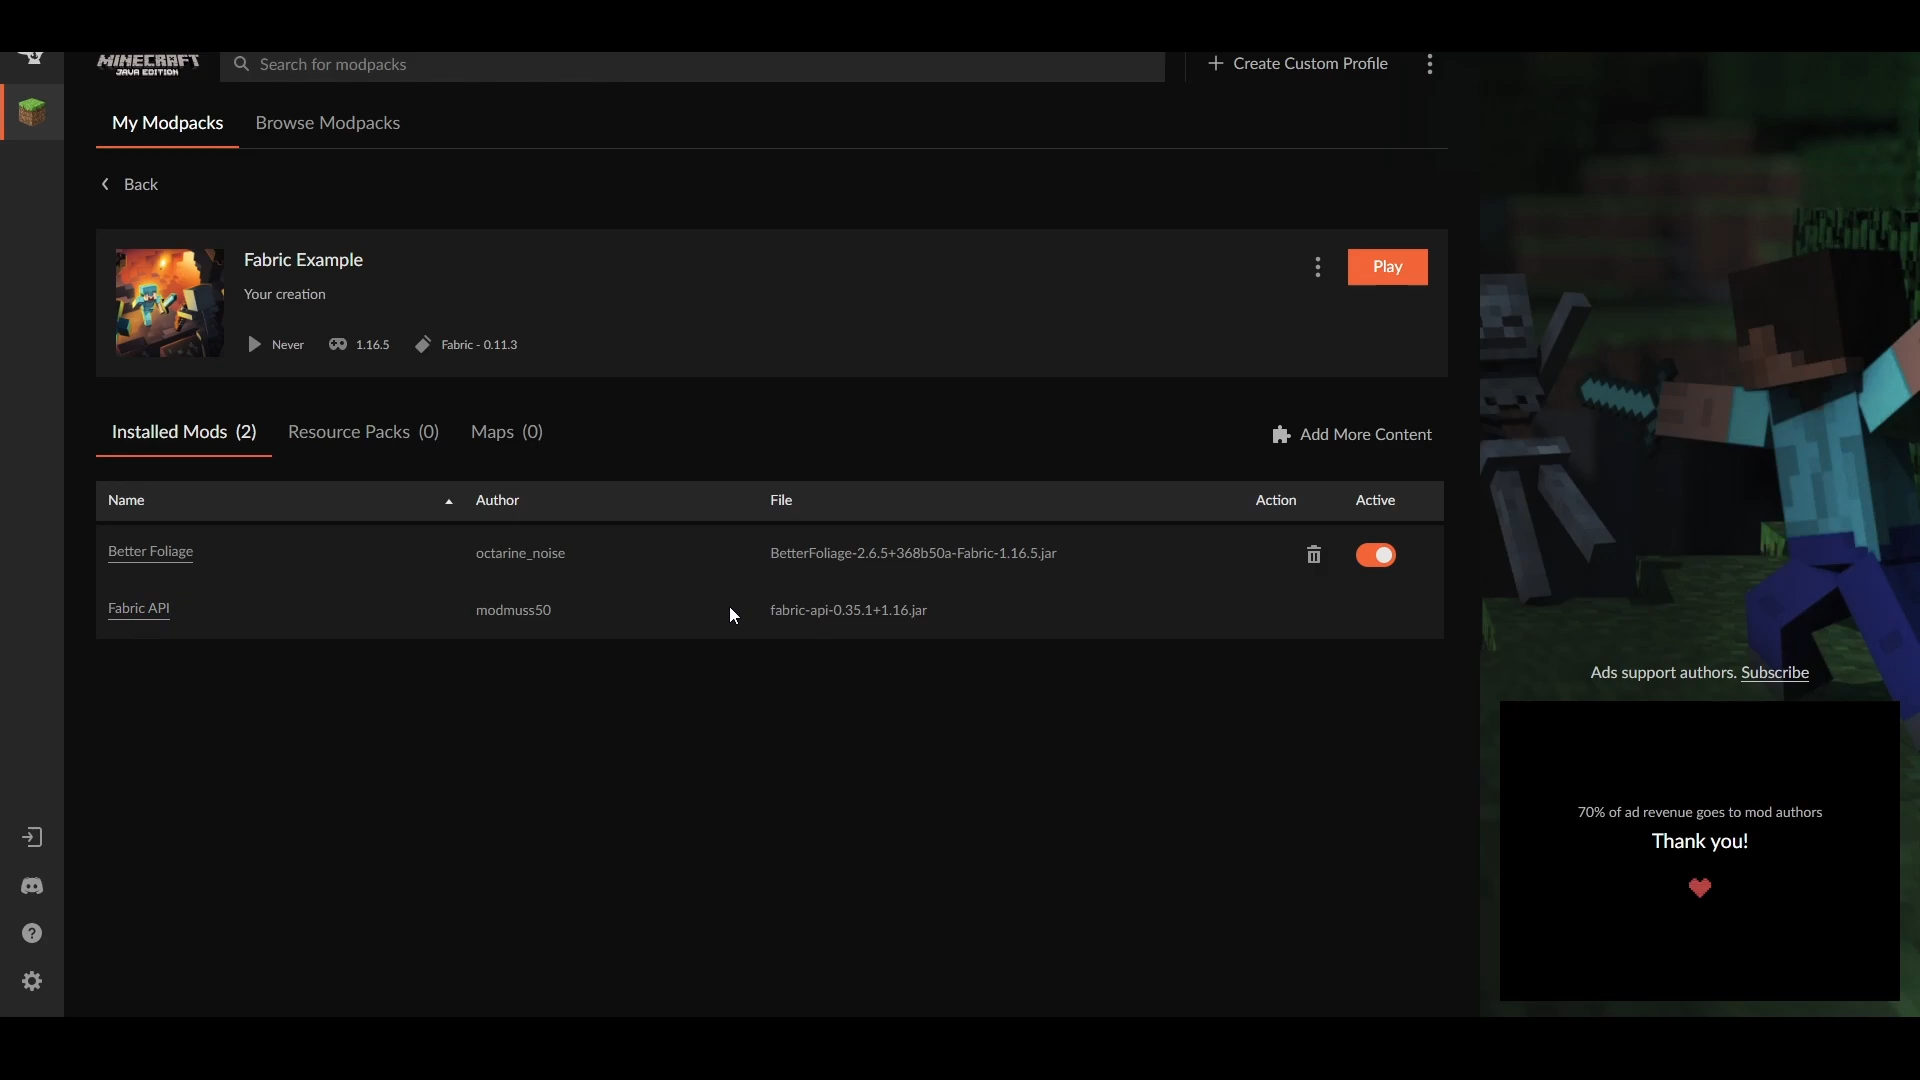 MINECRAFT
JAVA EDITION
Search for modpacks
Create Custom Profile
My Modpacks
Browse Modpacks
Back
Fabric Example
Your creation
Never
1.16.5
Fabric - 0.11.3
Play
Installed Mods (2)
Resource Packs (0)
Maps (0)
Add More Content
Name
Author
File
Action
Active
Better Foliage
octarine_noise
BetterFoliage-2.6.5+368b50a-Fabric-1.16.5.jar
Fabric API
modmuss50
fabric-api-0.35.1+1.16.jar
Ads support authors. Subscribe
70% of ad revenue goes to mod authors
Thank you!